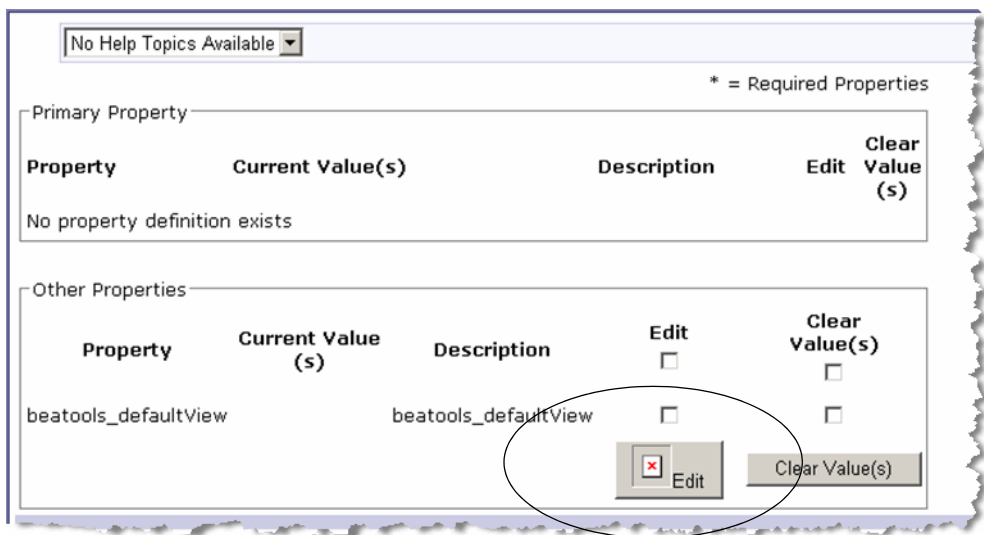 No Help Topics Available
* = Required Properties
Primary Property
Property Current Value(s) Description Edit Clear Value (s)
No property definition exists
Other Properties
Property Current Value (s) Description Edit Clear Value(s)
beatools_defaultView beatools_defaultView
Edit Clear Value(s)